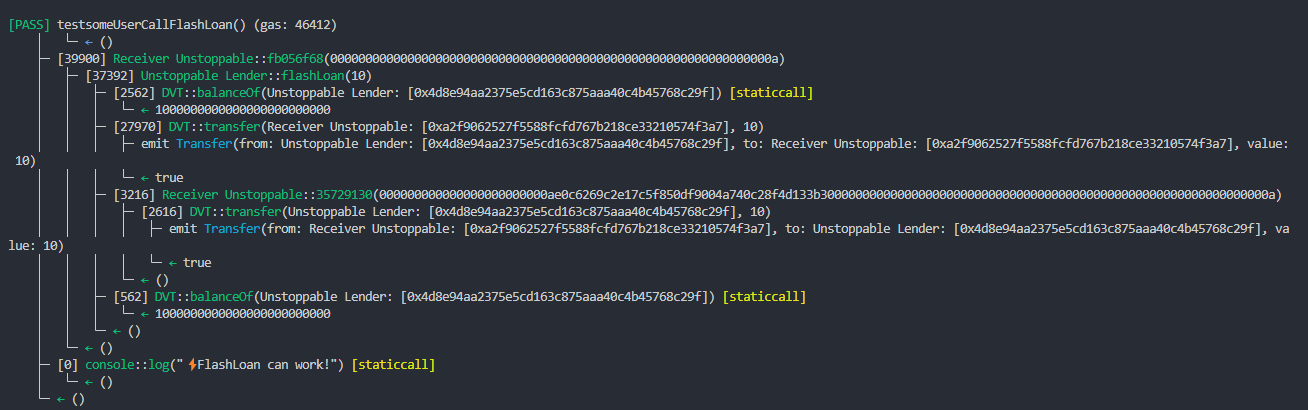 [PASS] testsomeUserCallFlashLoan() (gas: 46412)
← ()
[39900] Receiver Unstoppable::fb056f68(000000000000000000000000000000000000000000000000000000000000000a)
[37392] Unstoppable Lender::flashLoan(10)
[2562] DVT::balanceOf(Unstoppable Lender: [0x4d8e94aa2375e5cd163c875aaa40c4b45768c29f]) [staticcall]
← 1000000000000000000000000
[27970] DVT::transfer(Receiver Unstoppable: [0xa2f9062527f5588fcfd767b218ce33210574f3a7], 10)
emit Transfer(from: Unstoppable Lender: [0x4d8e94aa2375e5cd163c875aaa40c4b45768c29f], to: Receiver Unstoppable: [0xa2f9062527f5588fcfd767b218ce33210574f3a7], value:
10)
← true
[3216] Receiver Unstoppable::35729130(000000000000000000000000ae0c6269c2e17c5f850df9004a740c28f4d133b3000000000000000000000000000000000000000000000000000000000000000a)
[2616] DVT::transfer(Unstoppable Lender: [0x4d8e94aa2375e5cd163c875aaa40c4b45768c29f], 10)
emit Transfer(from: Receiver Unstoppable: [0xa2f9062527f5588fcfd767b218ce33210574f3a7], to: Unstoppable Lender: [0x4d8e94aa2375e5cd163c875aaa40c4b45768c29f], va
lue: 10)
← true
← ()
[562] DVT::balanceOf(Unstoppable Lender: [0x4d8e94aa2375e5cd163c875aaa40c4b45768c29f]) [staticcall]
← 1000000000000000000000000
← ()
← ()
[0] console::log("⚡FlashLoan can work!") [staticcall]
← ()
← ()